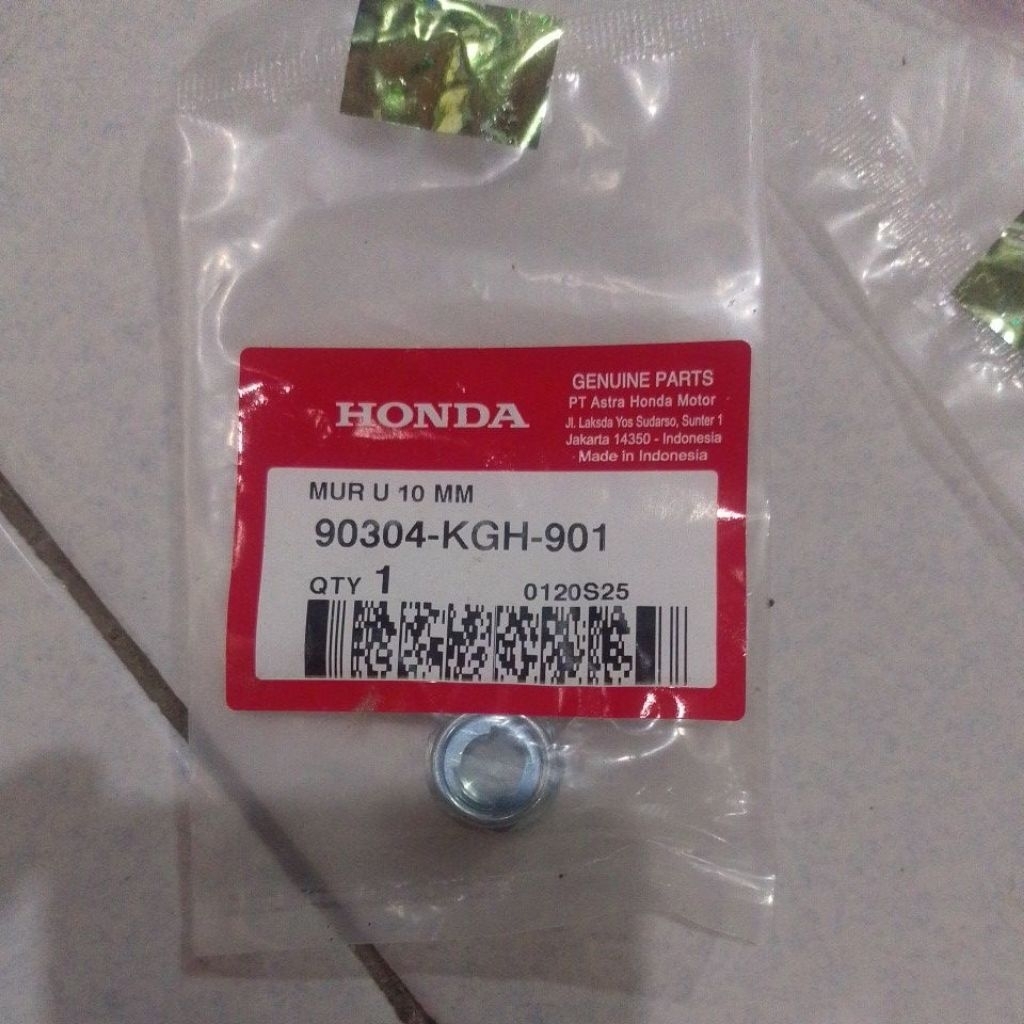 HONDA
GENUINE PARTS
PT Astra Honda Motor
Jl. Laksda Yos Sudarso, Sunter 1
Jakarta 14350 - Indonesia
Made in Indonesia
MUR U 10 MM
90304-KGH-901
QTY 1 0120S25